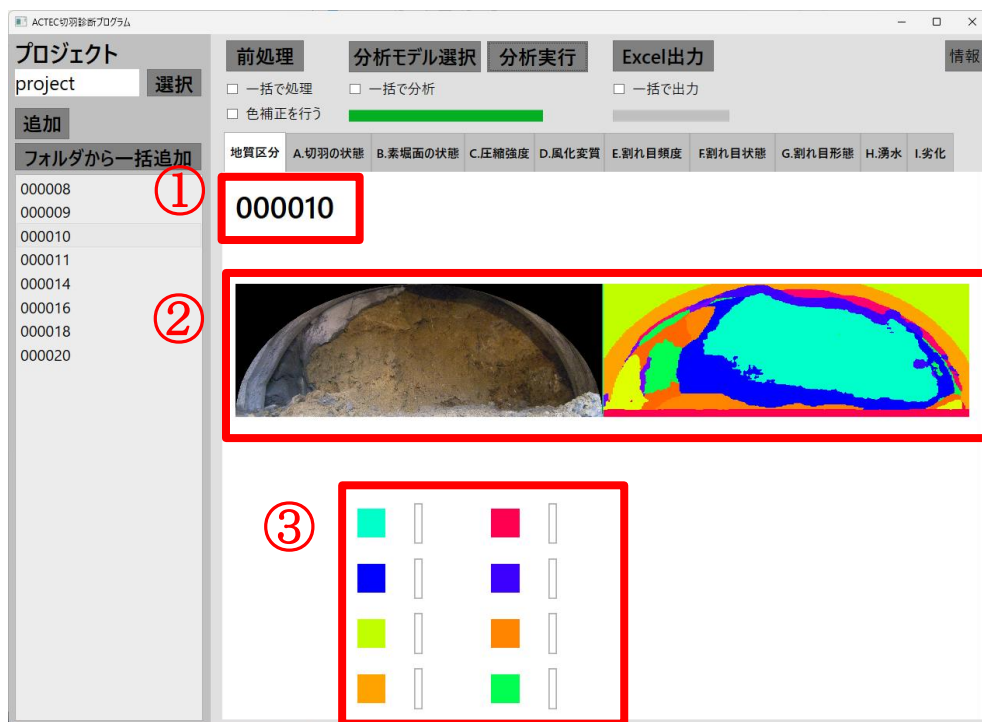 ACTEC切羽診断プログラム
プロジェクト
project 選択
追加
フォルダから一括追加
000008
000009
000010
000011
000014
000016
000018
000020
前処理 分析モデル選択 分析実行 Excel出力 情報
一括で処理 一括で分析 一括で出力
色補正を行う
地質区分 A.切羽の状態 B.素堀面の状態 C.圧縮強度 D.風化変質 E.割れ目頻度 F.割れ目状態 G.割れ目形態 H.湧水 I.劣化
① 000010
②
③